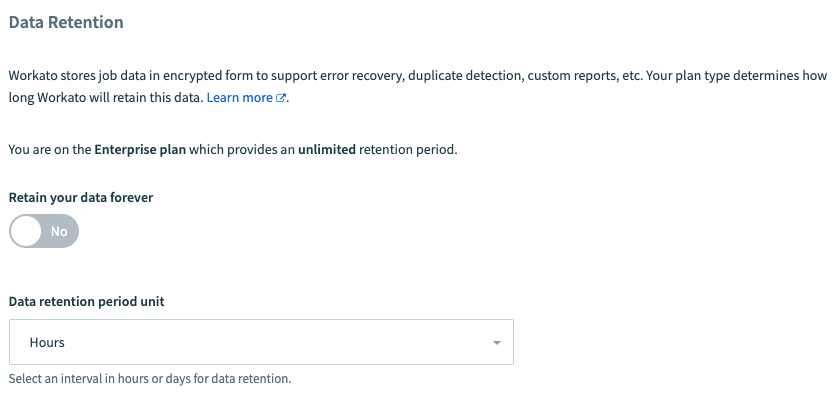 Data Retention
Workato stores job data in encrypted form to support error recovery, duplicate detection, custom reports, etc. Your plan type determines how
long Workato will retain this data. Learn more.
You are on the Enterprise plan which provides an unlimited retention period.
Retain your data forever
No
Data retention period unit
Hours
Select an interval in hours or days for data retention.